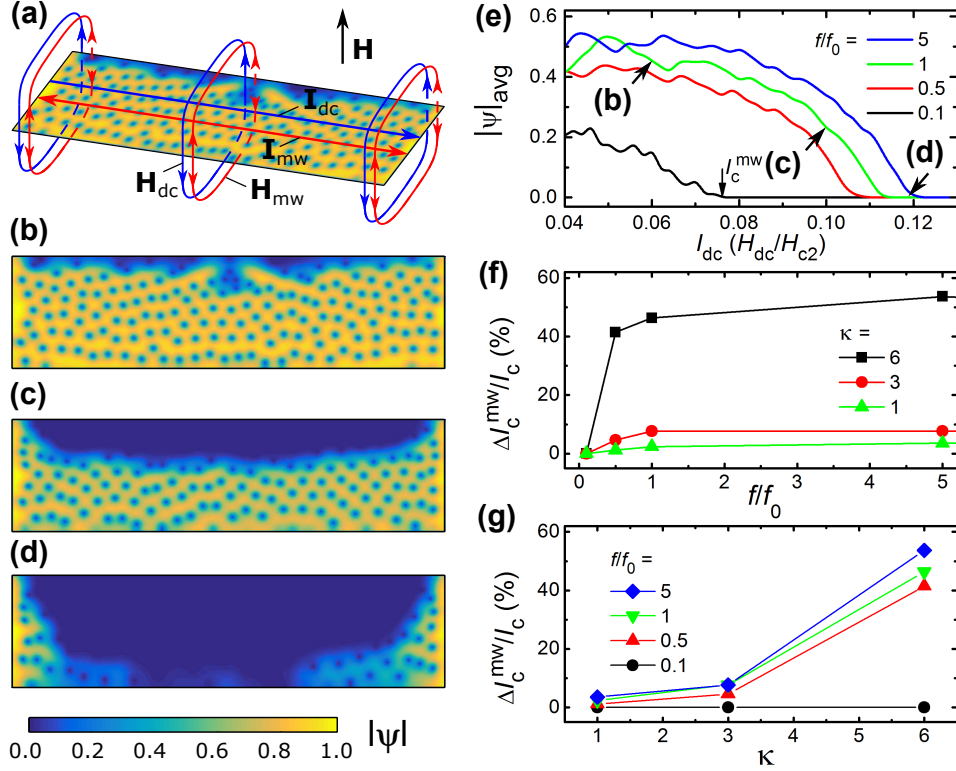 (a)
H
I_dc
I_mw
H_dc
H_mw
(b)
(c)
(d)
0.0 0.2 0.4 0.6 0.8 1.0 |ψ|
(e)
|ψ|avg
0.6
0.4
0.2
0.0
f/f₀ = 5
1
0.5
0.1
(b)
(c)
(d)
I_c^mw
0.04 0.06 0.08 0.10 0.12
I_dc (H_dc/H_c2)
(f)
ΔI_c^mw/I_c (%)
60
40
20
0
κ =
6
3
1
0 1 2 3 4 5
f/f₀
(g)
ΔI_c^mw/I_c (%)
60
40
20
0
f/f₀ =
5
1
0.5
0.1
1 2 3 4 5 6
κ